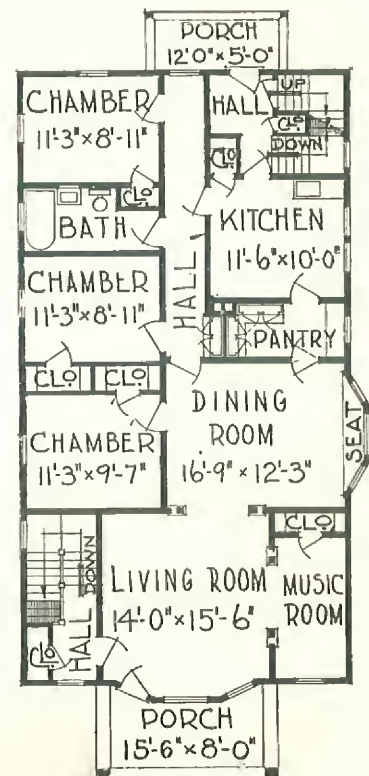 PORCH
12'0"×5'-0"
CHAMBER
11'-3"×8'-11"
HALL
UP
CLO
DOWN
CLO
CLO
BATH
KITCHEN
11'-6"×10'-0"
CHAMBER
11'-3"×8'-11"
HALL
PANTRY
CLO
CLO
DINING
ROOM
16'-9"×12'-3"
SEAT
CHAMBER
11'-3"×9'-7"
CLO
DOWN
LIVING ROOM
14'-0"×15'-6"
MUSIC
ROOM
HALL
CLO
PORCH
15'-6"×8'-0"